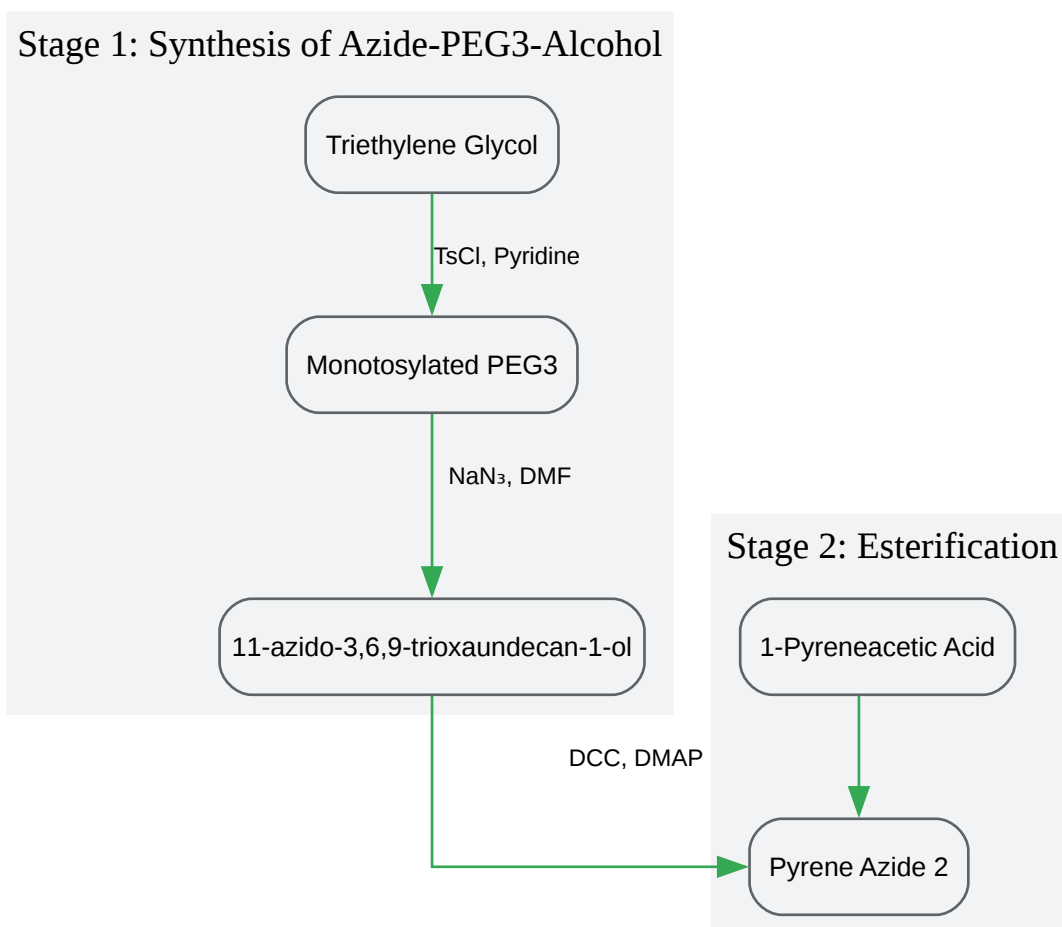 Stage 1: Synthesis of Azide-PEG3-Alcohol
Triethylene Glycol
TsCl, Pyridine
Monotosylated PEG3
NaN₃, DMF
11-azido-3,6,9-trioxaundecan-1-ol
Stage 2: Esterification
1-Pyreneacetic Acid
DCC, DMAP
Pyrene Azide 2